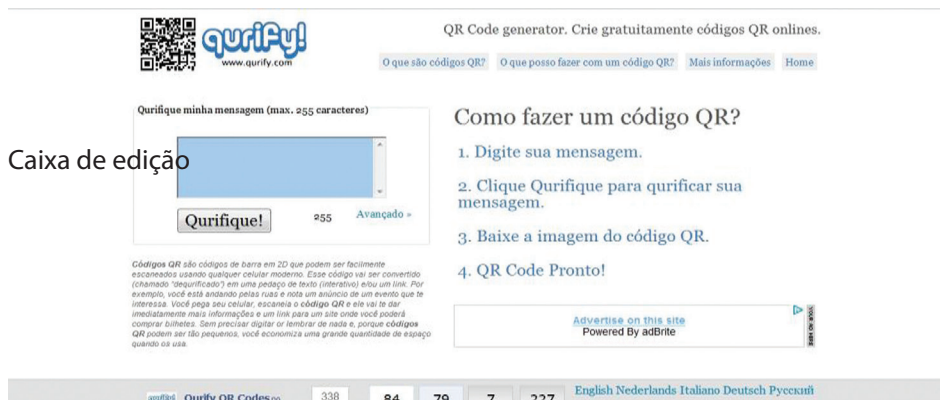 qurify!
www.qurify.com
QR Code generator. Crie gratuitamente códigos QR onlines.
O que são códigos QR? O que posso fazer com um código QR? Mais informações Home
Qurifique minha mensagem (max. 255 caracteres)
Caixa de edição
Qurifique!
255
Avançado »
Códigos QR são códigos de barra em 2D que podem ser facilmente
escaneados usando qualquer celular moderno. Esse código vai ser convertido
(chamado "dequrificado") em uma pedaço de texto (interativo) e/ou um link. Por
exemplo, você está andando pelas ruas e nota um anúncio de um evento que te
interessa. Você pega seu celular, escaneia o código QR e ele vai te dar
imediatamente mais informações e um link para um site onde você poderá
comprar bilhetes. Sem precisar digitar or lembrar de nada e, porque códigos
QR podem ser tão pequenos, você economiza uma grande quantidade de espaço
quando os usa.
Como fazer um código QR?
1. Digite sua mensagem.
2. Clique Qurifique para qurificar sua
mensagem.
3. Baixe a imagem do código QR.
4. QR Code Pronto!
Advertise on this site
Powered By adBrite
YOUR AD HERE
Qurify QR Codes on
338
84 79 7 227
English Nederlands Italiano Deutsch Русский